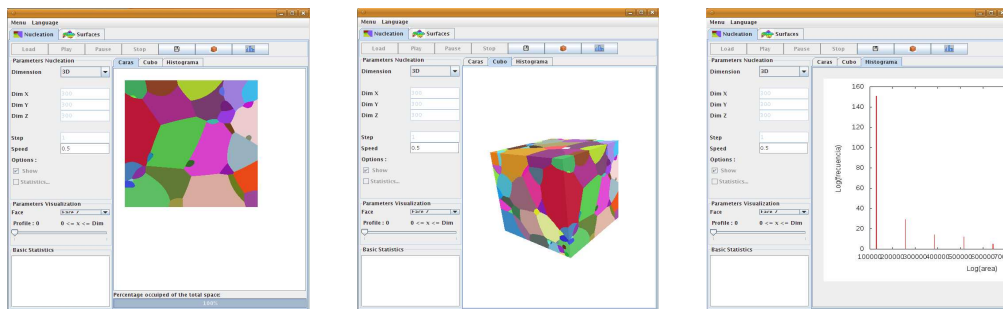 Menu Language
Nucleation Surfaces
Load Play Pause Stop
Parameters Nucleation
Caras Cubo Histograma
Dimension 3D
Dim X
Dim Y
Dim Z
Step
Speed 0.5
Options :
Show
Statistics...
Parameters Visualization
Face
Profile : 0 0 <= x <= Dim
Basic Statistics
Percentage occuiped of the total space:
100%
Menu Language
Nucleation Surfaces
Load Play Pause Stop
Parameters Nucleation
Caras Cubo Histograma
Dimension 3D
Dim X
Dim Y
Dim Z
Step
Speed 0.5
Options :
Show
Statistics...
Parameters Visualization
Face
Profile : 0 0 <= x <= Dim
Basic Statistics
Menu Language
Nucleation Surfaces
Load Play Pause Stop
Parameters Nucleation
Caras Cubo Histograma
Dimension 3D
Dim X
Dim Y
Dim Z
Step
Speed 0.5
Options :
Show
Statistics...
Parameters Visualization
Face
Profile : 0 0 <= x <= Dim
Basic Statistics
160
140
120
100
80
60
40
20
0
Log(frequencia)
Log(area)